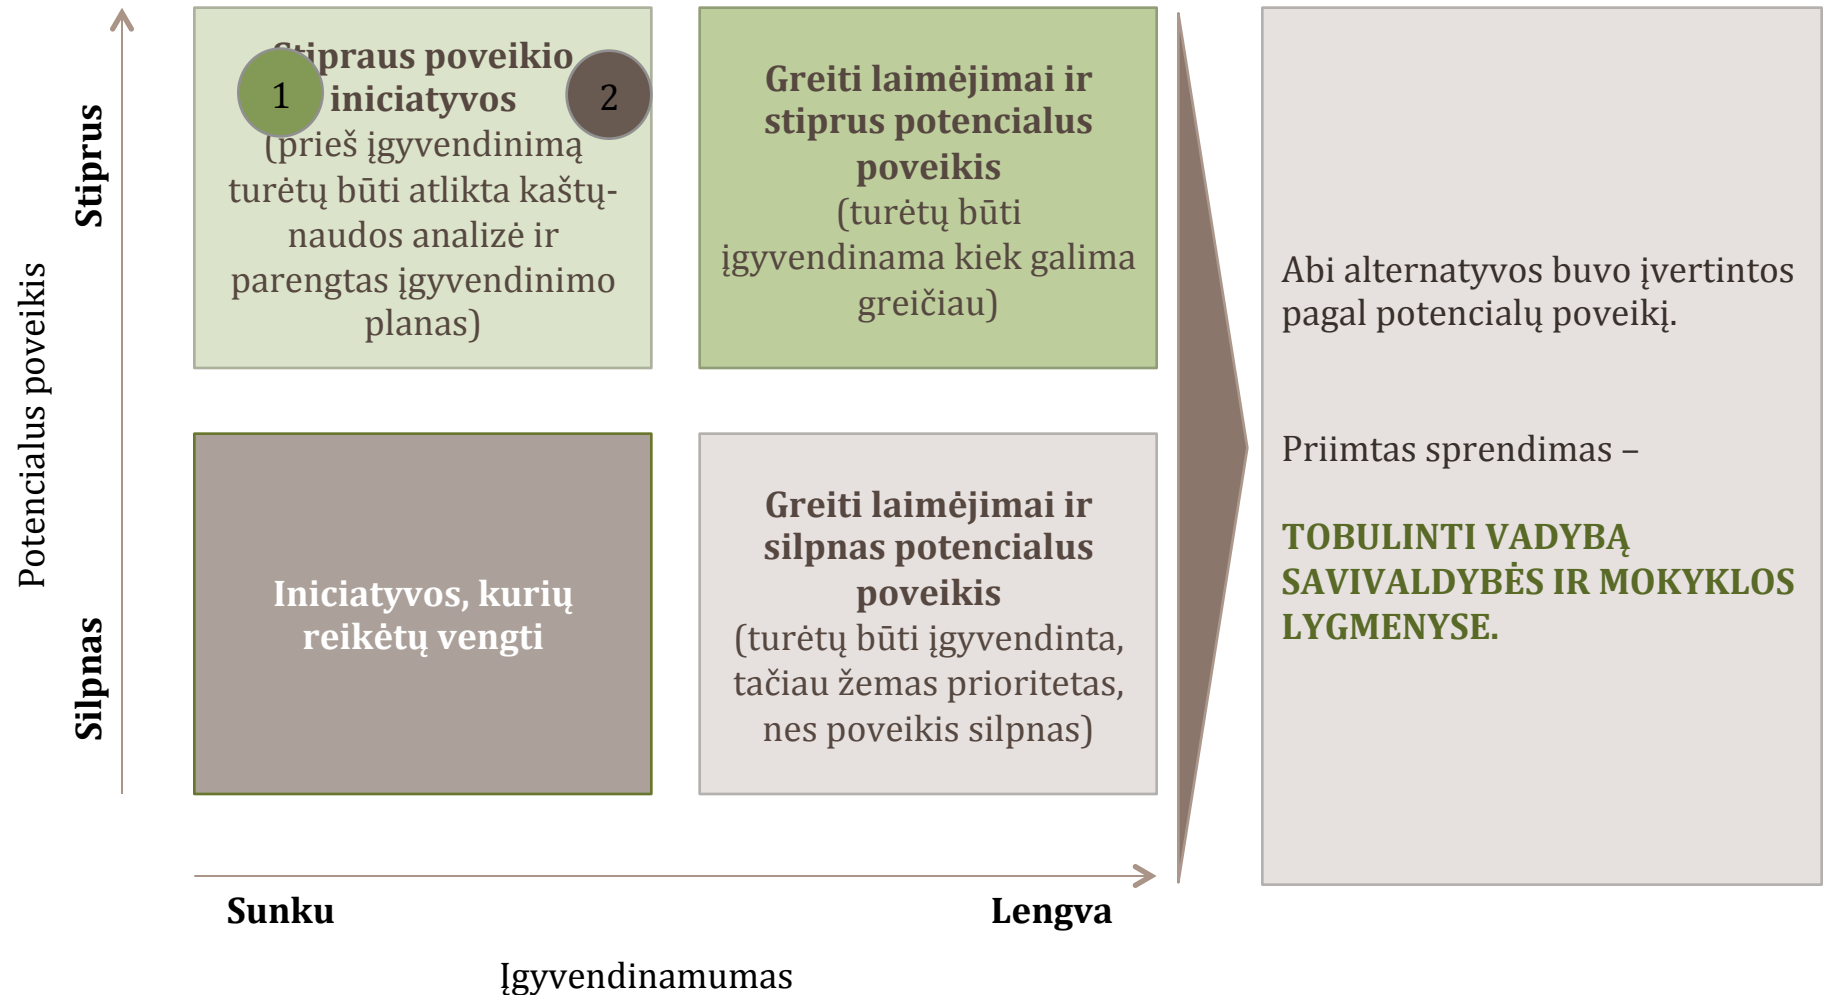 Potencialus poveikis
Stiprus
Silpnas
Stipraus poveikio
iniciatyvos
1
2
(prieš įgyvendinimą
turėtų būti atlikta kaštų-
naudos analizė ir
parengtas įgyvendinimo
planas)
Greiti laimėjimai ir
stiprus potencialus
poveikis
(turėtų būti
įgyvendinama kiek galima
greičiau)
Iniciatyvos, kurių
reikėtų vengti
Greiti laimėjimai ir
silpnas potencialus
poveikis
(turėtų būti įgyvendinta,
tačiau žemas prioritetas,
nes poveikis silpnas)
Sunku
Lengva
Įgyvendinamumas
Abi alternatyvos buvo įvertintos
pagal potencialų poveikį.
Priimtas sprendimas –
TOBULINTI VADYBĄ
SAVIVALDYBĖS IR MOKYKLOS
LYGMENYSE.